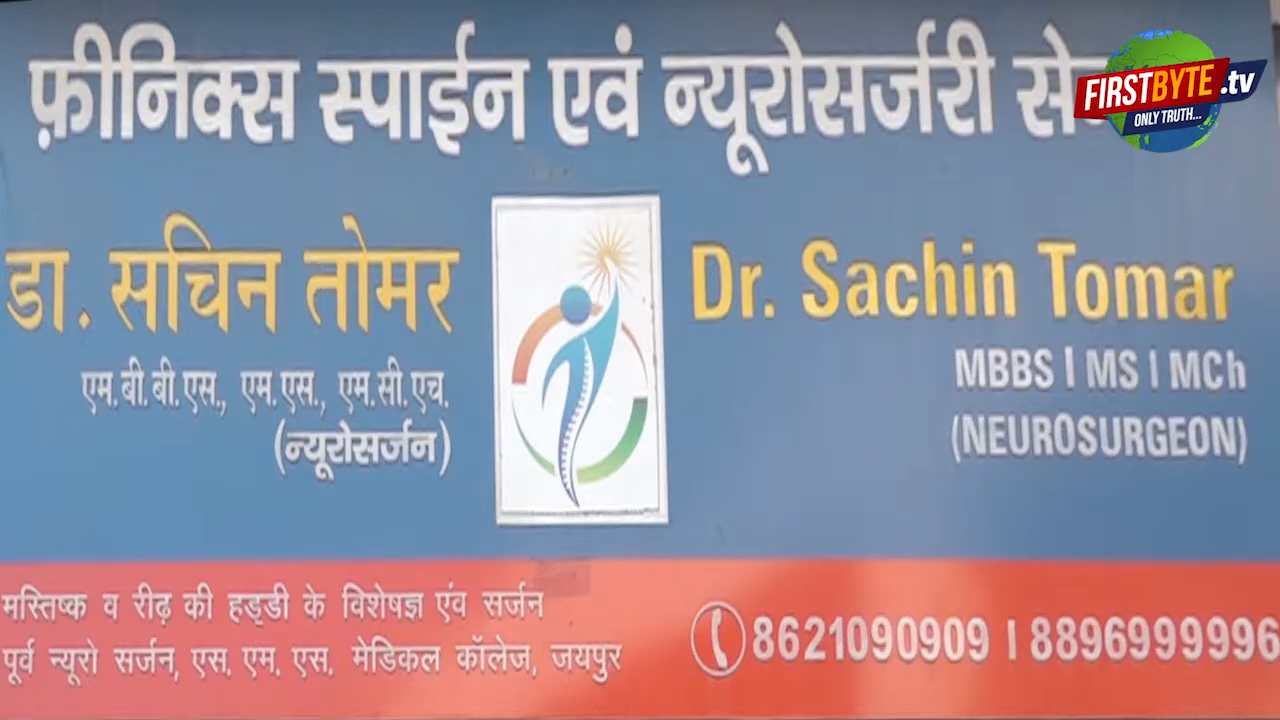 फ़ीनिक्स स्पाईन एवं न्यूरोसर्जरी
FIRSTBYTE.tv
ONLY TRUTH...
डा. सचिन तोमर
एम.बी.बी.एस., एम.एस., एम.सी.एच.
(न्यूरोसर्जन)
Dr. Sachin Tomar
MBBS | MS | MCh
(NEUROSURGEON)
मस्तिष्क व रीढ़ की हड्डी के विशेषज्ञ एंव सर्जन
पूर्व न्यूरो सर्जन, एस. एम. एस. मेडिकल कॉलेज, जयपुर
8621090909 | 8896999996